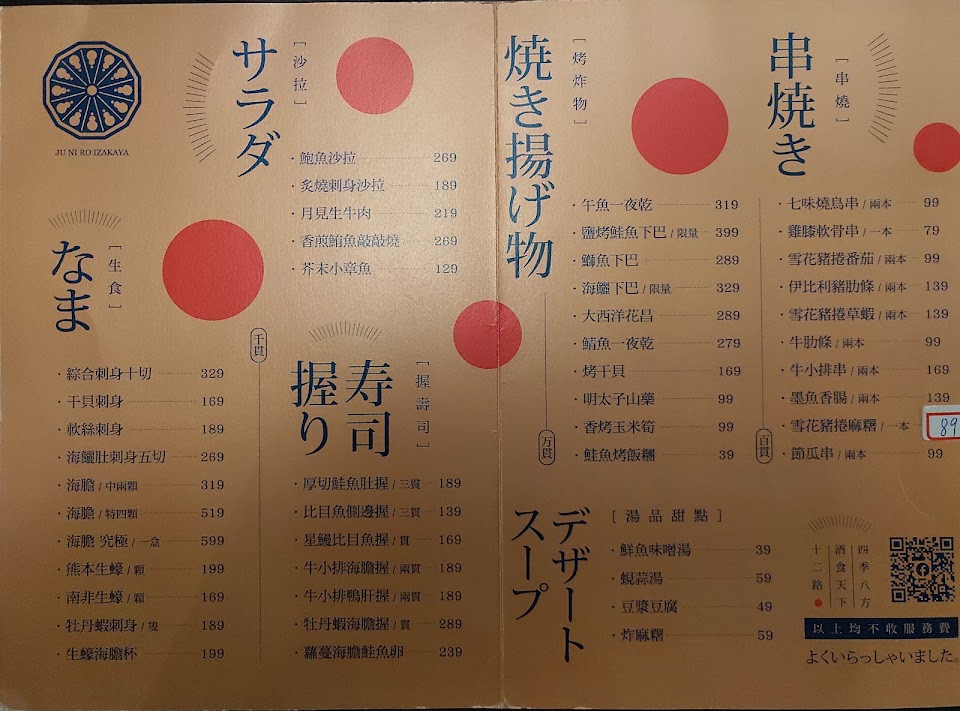 JU NI RO IZAKAYA
サラダ
[沙拉]
・鮑魚沙拉 269
・炙燒刺身沙拉 189
・月見生牛肉 219
・香煎鮪魚敲敲燒 269
・芥末小章魚 129
なま
[生食]
・綜合刺身十切 329
・干貝刺身 169
・軟絲刺身 189
・海鱺肚刺身五切 269
・海膽 / 中兩顆 319
・海膽 / 特四顆 519
・海膽 究極 / 一盒 599
・熊本生蠔 / 顆 199
・南非生蠔 / 顆 169
・牡丹蝦刺身 / 隻 189
・生蠔海膽杯 199
千貫
寿司
握り
[握壽司]
・厚切鮭魚肚握 / 三貫 189
・比目魚側邊握 / 三貫 139
・星鰻比目魚握 / 貫 169
・牛小排海膽握 / 兩貫 189
・牛小排鴨肝握 / 兩貫 189
・牡丹蝦海膽握 / 貫 289
・蘿蔓海膽鮭魚卵 239
焼き揚げ物
[烤炸物]
・午魚一夜乾 319
・鹽烤鮭魚下巴 / 限量 399
・鰤魚下巴 289
・海鱺下巴 / 限量 329
・大西洋花昌 289
・鯖魚一夜乾 279
・烤干貝 169
・明太子山藥 99
・香烤玉米筍 99
・鮭魚烤飯糰 39
万貫
串焼き
[串燒]
・七味燒鳥串 / 兩本 99
・雞膝軟骨串 / 一本 79
・雪花豬捲番茄 / 兩本 99
・伊比利豬肋條 / 兩本 139
・雪花豬捲草蝦 / 兩本 139
・牛肋條 / 兩本 99
・牛小排串 / 兩本 169
・墨魚香腸 / 兩本 139
・雪花豬捲麻糬 / 一本 89
・節瓜串 / 兩本 99
百貫
デザート
スープ
[湯品甜點]
・鮮魚味噌湯 39
・蜆蒜湯 59
・豆漿豆腐 49
・炸麻糬 59
四季八方
酒食天下
十二路
以上均不收服務費
よくいらっしゃいました。